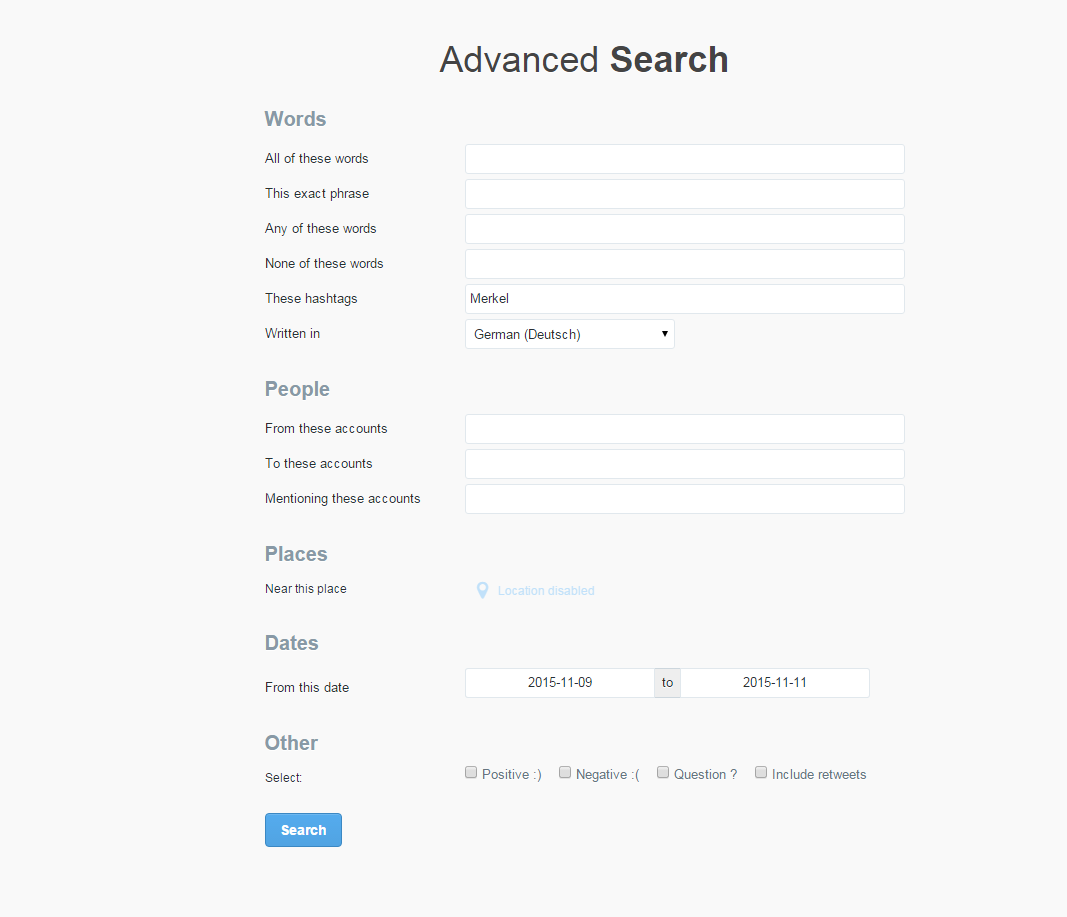 Advanced Search
Words
All of these words
This exact phrase
Any of these words
None of these words
These hashtags Merkel
Written in German (Deutsch)
People
From these accounts
To these accounts
Mentioning these accounts
Places
Near this place Location disabled
Dates
From this date 2015-11-09 to 2015-11-11
Other
Select: Positive :) Negative :( Question ? Include retweets
Search